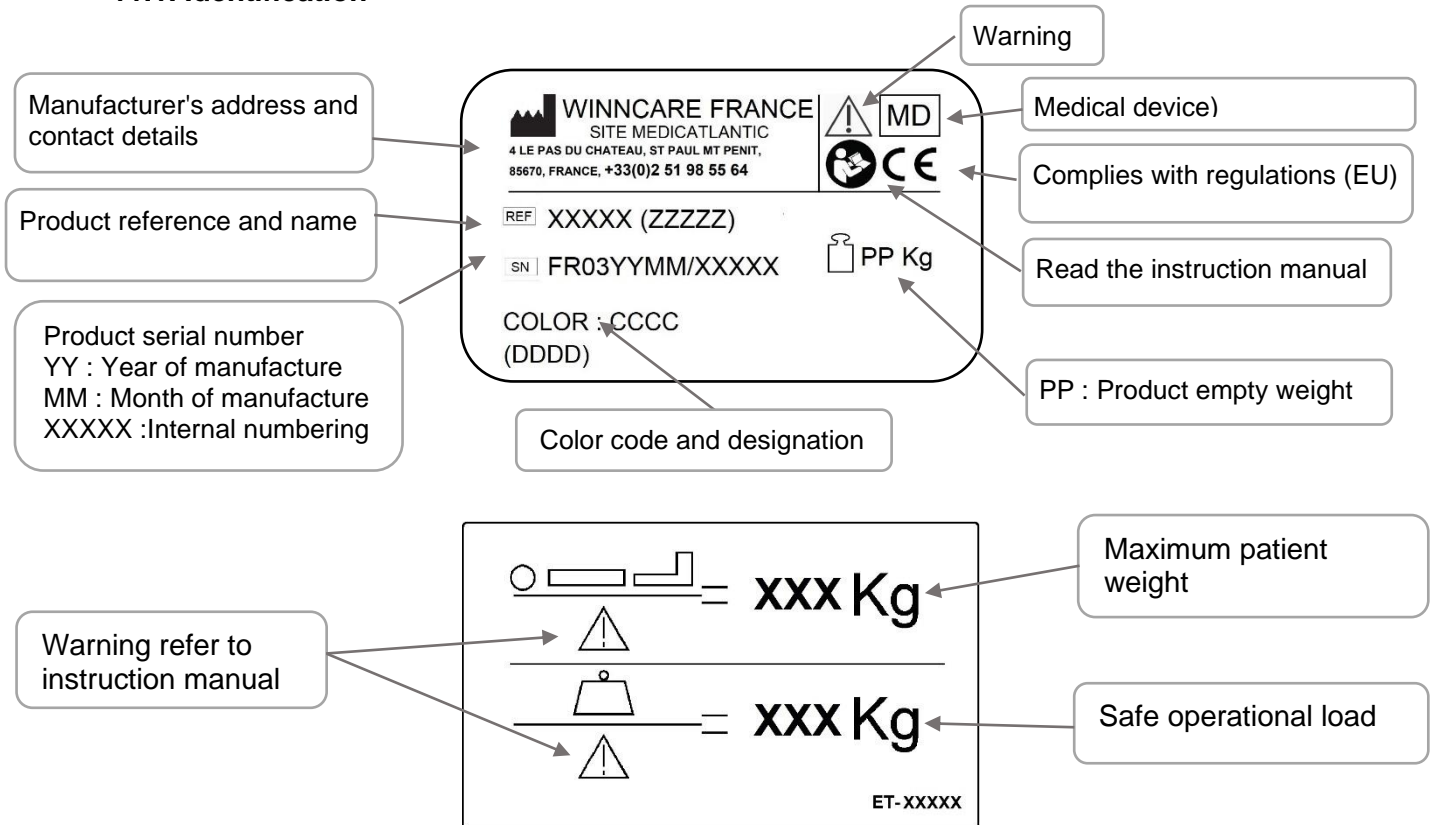 Warning
Manufacturer's address and
contact details
WINNCARE FRANCE
SITE MEDICATLANTIC
4 LE PAS DU CHATEAU, ST PAUL MT PENIT,
85670, FRANCE, +33(0)2 51 98 55 64
MD
CE
Medical device)
Complies with regulations (EU)
Product reference and name
REF XXXXX (ZZZZZ)
SN FR03YYMM/XXXXX
PP Kg
Read the instruction manual
Product serial number
YY : Year of manufacture
MM : Month of manufacture
XXXXX :Internal numbering
COLOR : CCCC
(DDDD)
PP : Product empty weight
Color code and designation
= xxx Kg
Maximum patient
weight
Warning refer to
instruction manual
= xxx Kg
Safe operational load
ET-XXXXX